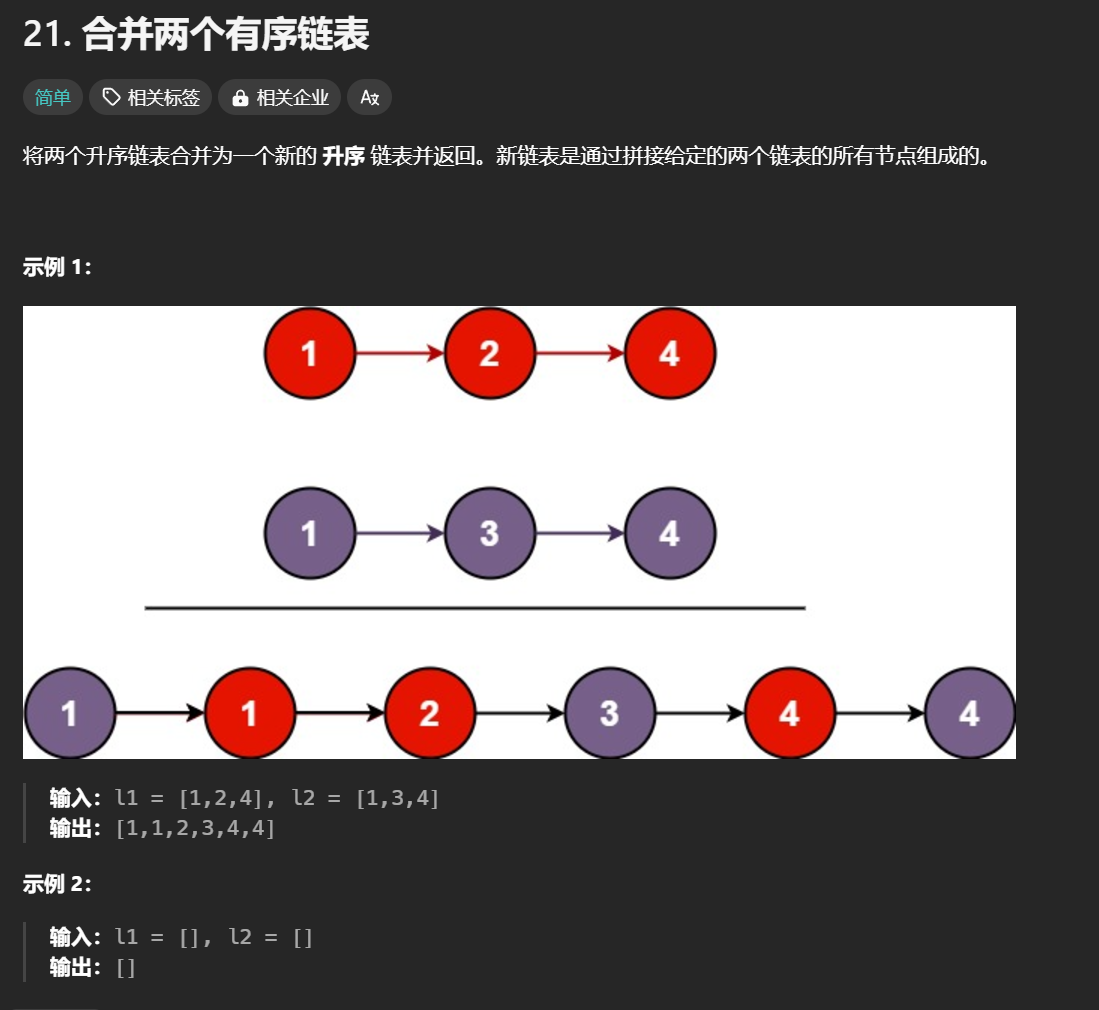 21. 合并两个有序链表
简单 相关标签 相关企业 A文
将两个升序链表合并为一个新的 升序 链表并返回。新链表是通过拼接给定的两个链表的所有节点组成的。
示例 1：
1 2 4
1 3 4
1 1 2 3 4 4
输入：l1 = [1,2,4], l2 = [1,3,4]
输出：[1,1,2,3,4,4]
示例 2：
输入：l1 = [], l2 = []
输出：[]